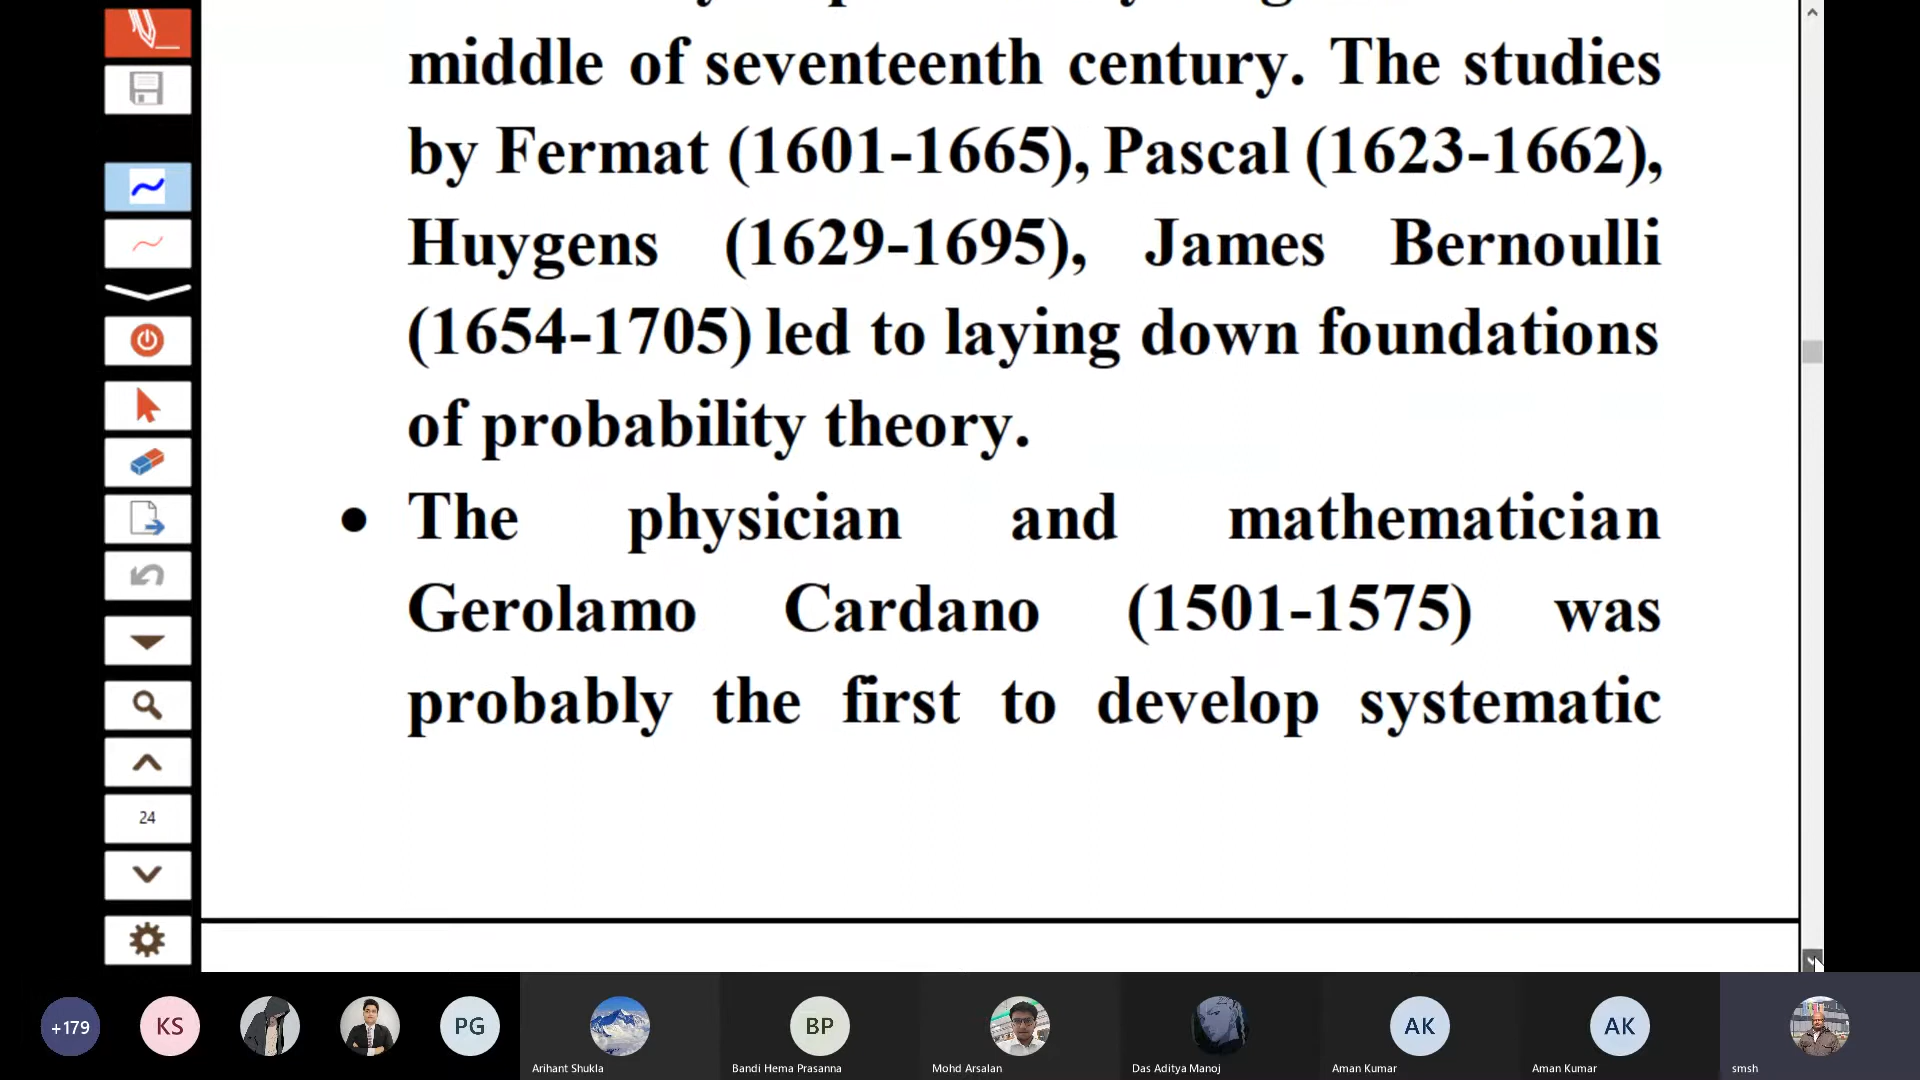 middle of seventeenth century. The studies
by Fermat (1601-1665), Pascal (1623-1662),
Huygens (1629-1695), James Bernoulli
(1654-1705) led to laying down foundations
of probability theory.
• The physician and mathematician
Gerolamo Cardano (1501-1575) was
probably the first to develop systematic
24
+179
KS
PG
BP
AK
AK
Arihant Shukla
Bandi Hema Prasanna
Mohd Arsalan
Das Aditya Manoj
Aman Kumar
Aman Kumar
smsh